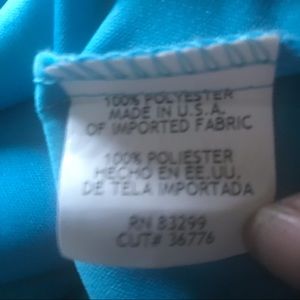 100% POLYESTER
MADE IN U.S.A.
OF IMPORTED FABRIC
100% POLIESTER
HECHO EN EE.UU.
DE TELA IMPORTADA
RN 83299
CUT# 36776